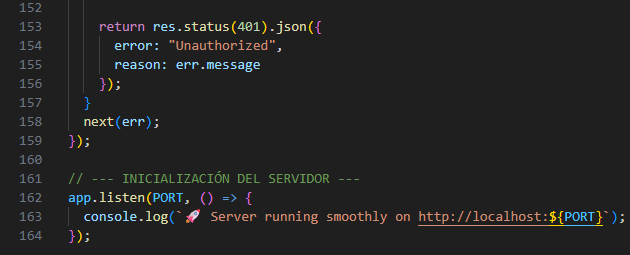 152
153 return res.status(401).json({
154 error: "Unauthorized",
155 reason: err.message
156 });
157 }
158 next(err);
159 });
160
161 // --- INICIALIZACIÓN DEL SERVIDOR ---
162 app.listen(PORT, () => {
163 console.log(`🚀 Server running smoothly on http://localhost:${PORT}`);
164 });